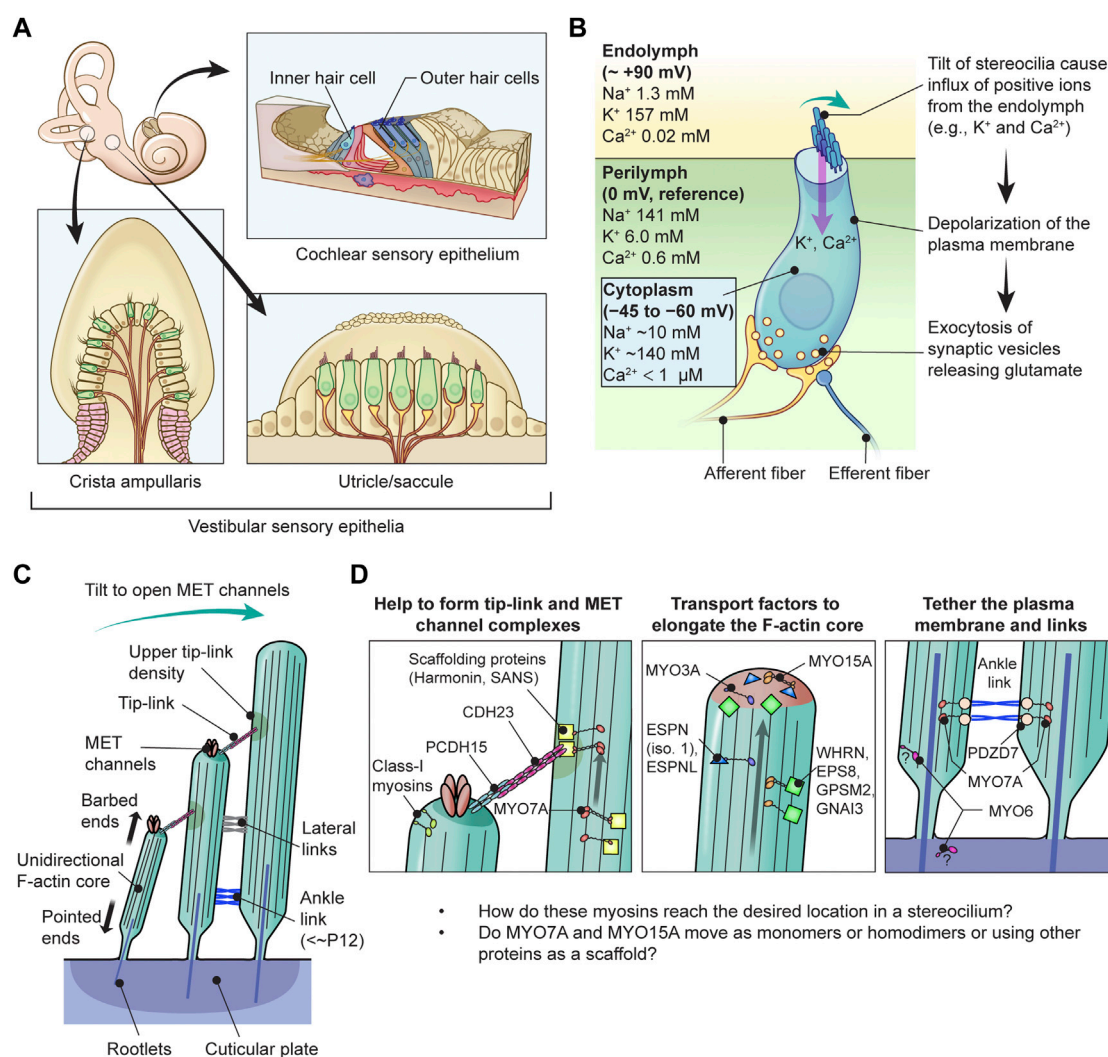 A
Inner hair cell
Outer hair cells
Cochlear sensory epithelium
Crista ampullaris
Utricle/saccule
Vestibular sensory epithelia
B
Endolymph
(~ +90 mV)
Na⁺ 1.3 mM
K⁺ 157 mM
Ca²⁺ 0.02 mM
Perilymph
(0 mV, reference)
Na⁺ 141 mM
K⁺ 6.0 mM
Ca²⁺ 0.6 mM
Cytoplasm
(−45 to −60 mV)
Na⁺ ~10 mM
K⁺ ~140 mM
Ca²⁺ < 1 µM
K⁺, Ca²⁺
Afferent fiber
Efferent fiber
Tilt of stereocilia cause
influx of positive ions
from the endolymph
(e.g., K⁺ and Ca²⁺)
Depolarization of the
plasma membrane
Exocytosis of
synaptic vesicles
releasing glutamate
C
Tilt to open MET channels
Upper tip-link
density
Tip-link
MET
channels
Barbed
ends
Unidirectional
F-actin core
Pointed
ends
Lateral
links
Ankle
link
(<~P12)
Rootlets
Cuticular plate
D
Help to form tip-link and MET
channel complexes
Scaffolding proteins
(Harmonin, SANS)
CDH23
PCDH15
Class-I
myosins
MYO7A
Transport factors to
elongate the F-actin core
MYO3A
MYO15A
ESPN
(iso. 1),
ESPNL
WHRN,
EPS8,
GPSM2,
GNAI3
Tether the plasma
membrane and links
Ankle
link
PDZD7
MYO7A
?
MYO6
?
• How do these myosins reach the desired location in a stereocilium?
• Do MYO7A and MYO15A move as monomers or homodimers or using other
proteins as a scaffold?